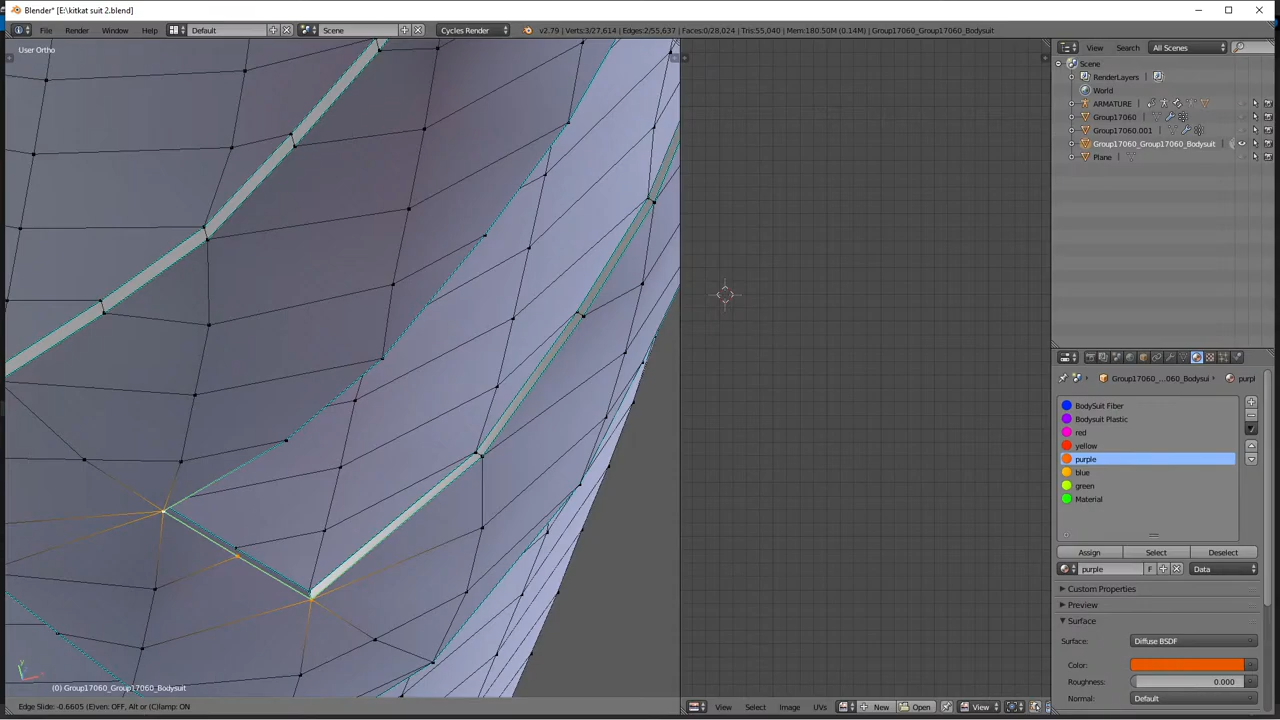 Blender* [E:\kitkat suit 2.blend]
File Render Window Help Default Scene Cycles Render v2.79 | Verts:3/27,614 | Edges:2/55,637 | Faces:0/28,024 | Tris:55,040 | Mem:180.50M (0.14M) | Group17060_Group17060_Bodysuit
User Ortho
View Search All Scenes
Scene
RenderLayers
World
ARMATURE
Group17060
Group17060.001
Group17060_Group17060_Bodysuit
Plane
Group17060_...060_Bodysui purpl
BodySuit Fiber
Bodysuit Plastic
red
yellow
purple
blue
green
Material
Assign Select Deselect
purple F Data
Custom Properties
Preview
Surface
Surface: Diffuse BSDF
Color:
Roughness: 0.000
Normal: Default
(0) Group17060_Group17060_Bodysuit
Edge Slide: -0.6605 (E)ven: OFF, Alt or (C)lamp: ON
View Select Image UVs New Open View